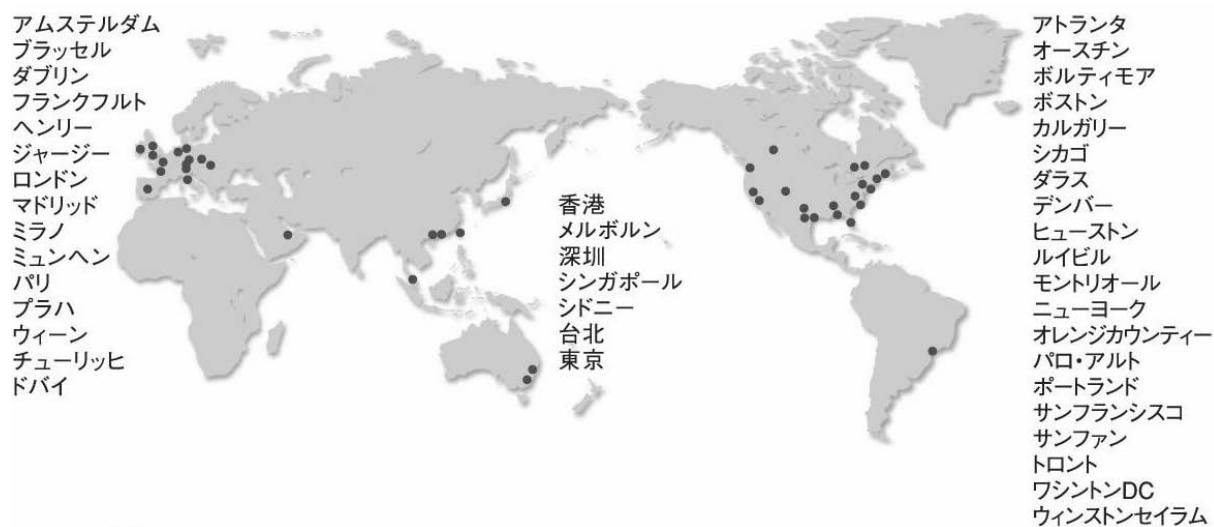 アムステルダム
ブラッセル
ダブリン
フランクフルト
ヘンリー
ジャージー
ロンドン
マドリッド
ミラノ
ミュンヘン
パリ
プラハ
ウィーン
チューリッヒ
ドバイ
香港
メルボルン
深圳
シンガポール
シドニー
台北
東京
アトランタ
オースチン
ボルティモア
ボストン
カルガリー
シカゴ
ダラス
デンバー
ヒューストン
ルイビル
モントリオール
ニューヨーク
オレンジカウンティー
パロ・アルト
ポートランド
サンフランシスコ
サンファン
トロント
ワシントンDC
ウィンストンセイラム